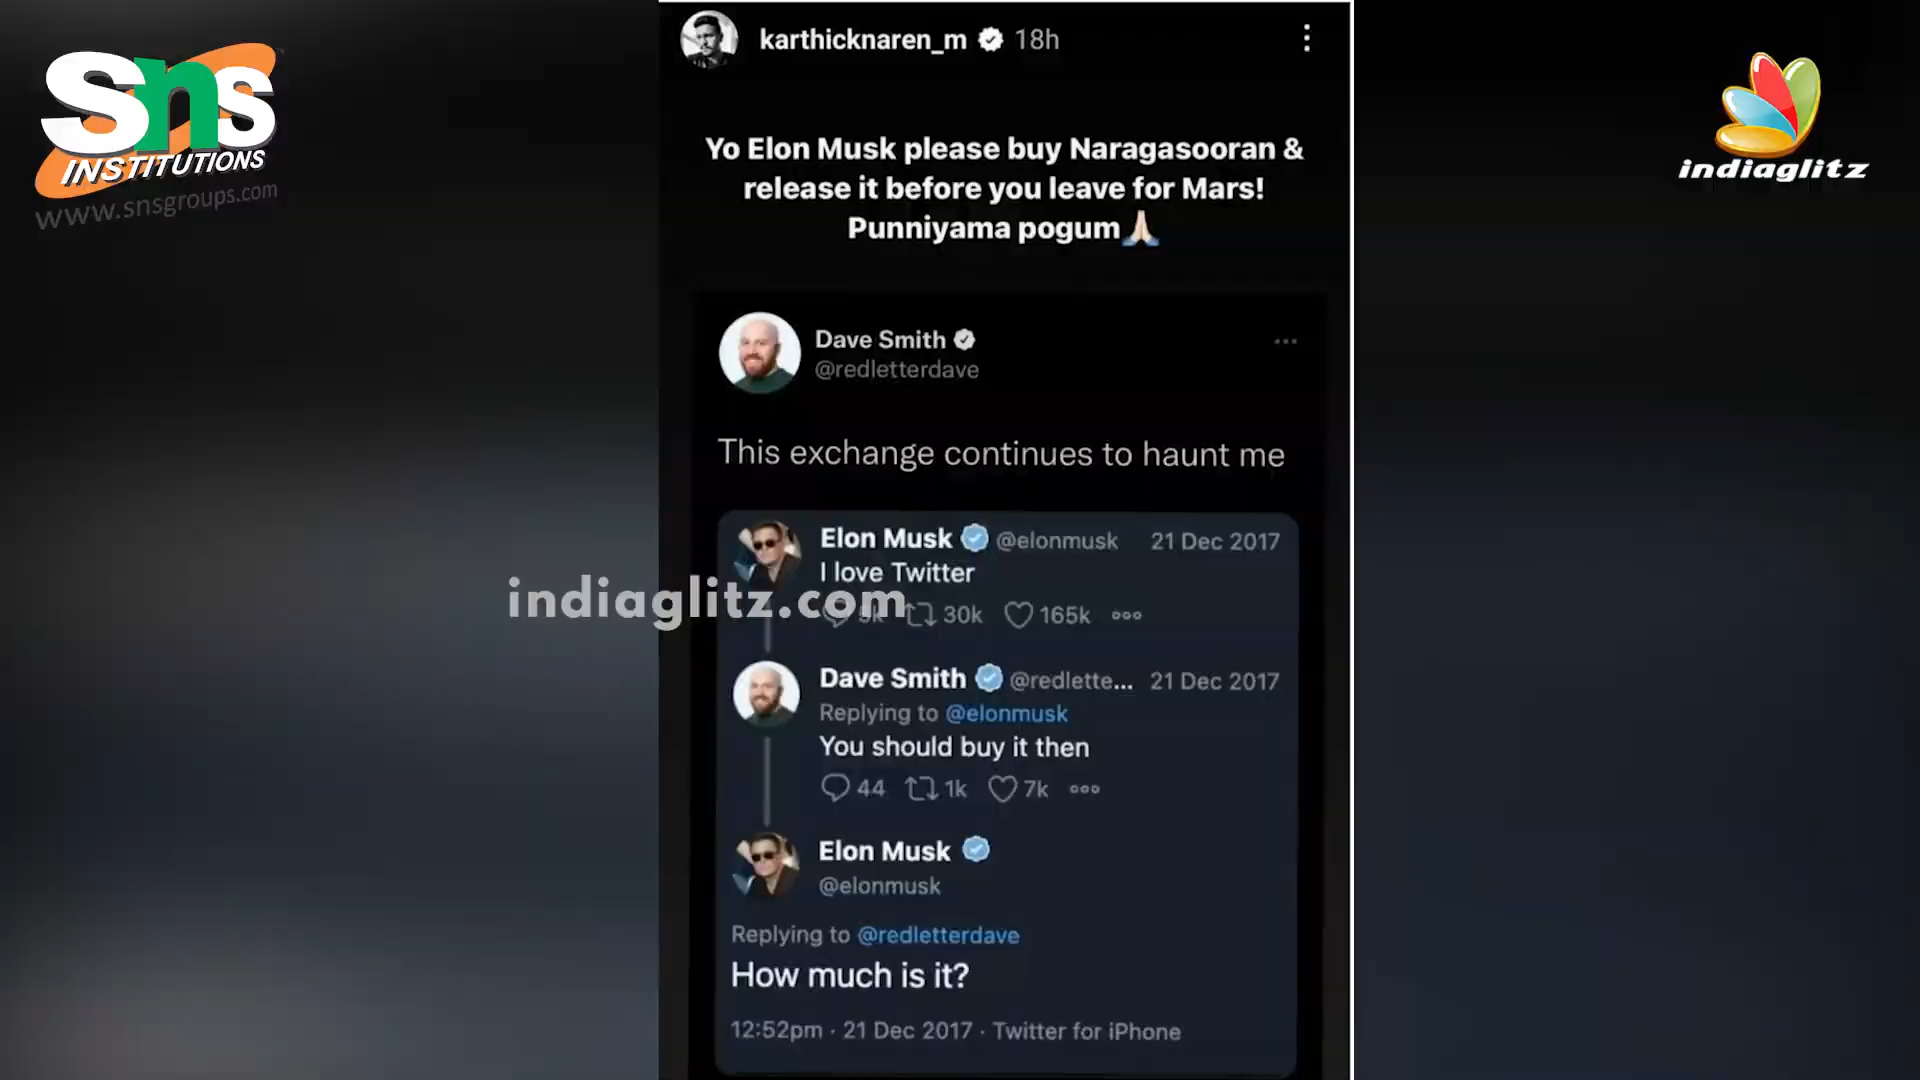 sns
INSTITUTIONS
www.snsgroups.com
karthicknaren_m 18h
indiaglitz
Yo Elon Musk please buy Naragasooran &
release it before you leave for Mars!
Punniyama pogum🙏🏻
Dave Smith
@redletterdave
This exchange continues to haunt me
Elon Musk @elonmusk 21 Dec 2017
I love Twitter
indiaglitz.com
30k 165k
Dave Smith @redlette... 21 Dec 2017
Replying to @elonmusk
You should buy it then
44 1k 7k
Elon Musk
@elonmusk
Replying to @redletterdave
How much is it?
12:52pm · 21 Dec 2017 · Twitter for iPhone